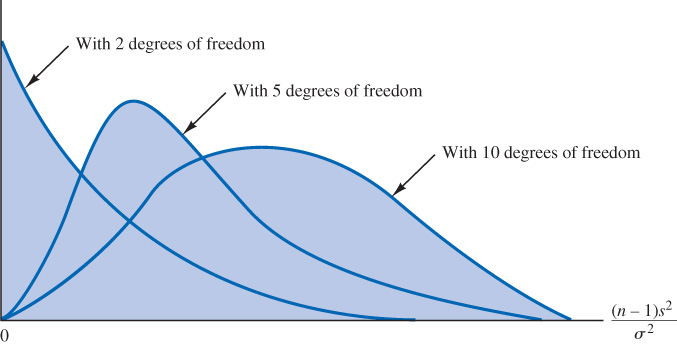 With 2 degrees of freedom
With 5 degrees of freedom
With 10 degrees of freedom
(n – 1)s²
σ²
0